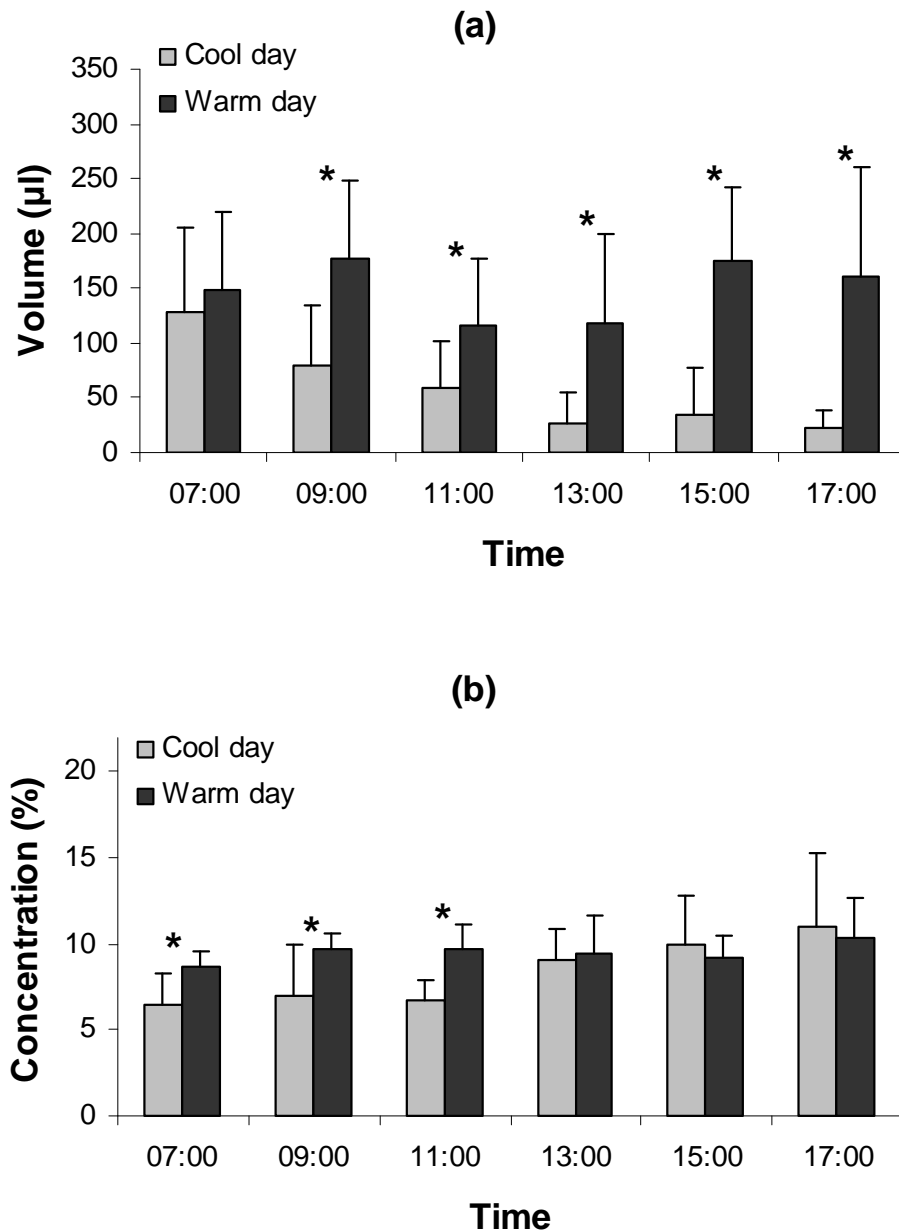 (a)
Cool day
Warm day
Volume (µl)
350
300
250
200
150
100
50
0
* * * * *
07:00 09:00 11:00 13:00 15:00 17:00
Time
(b)
Cool day
Warm day
Concentration (%)
20
15
10
5
0
* * *
07:00 09:00 11:00 13:00 15:00 17:00
Time